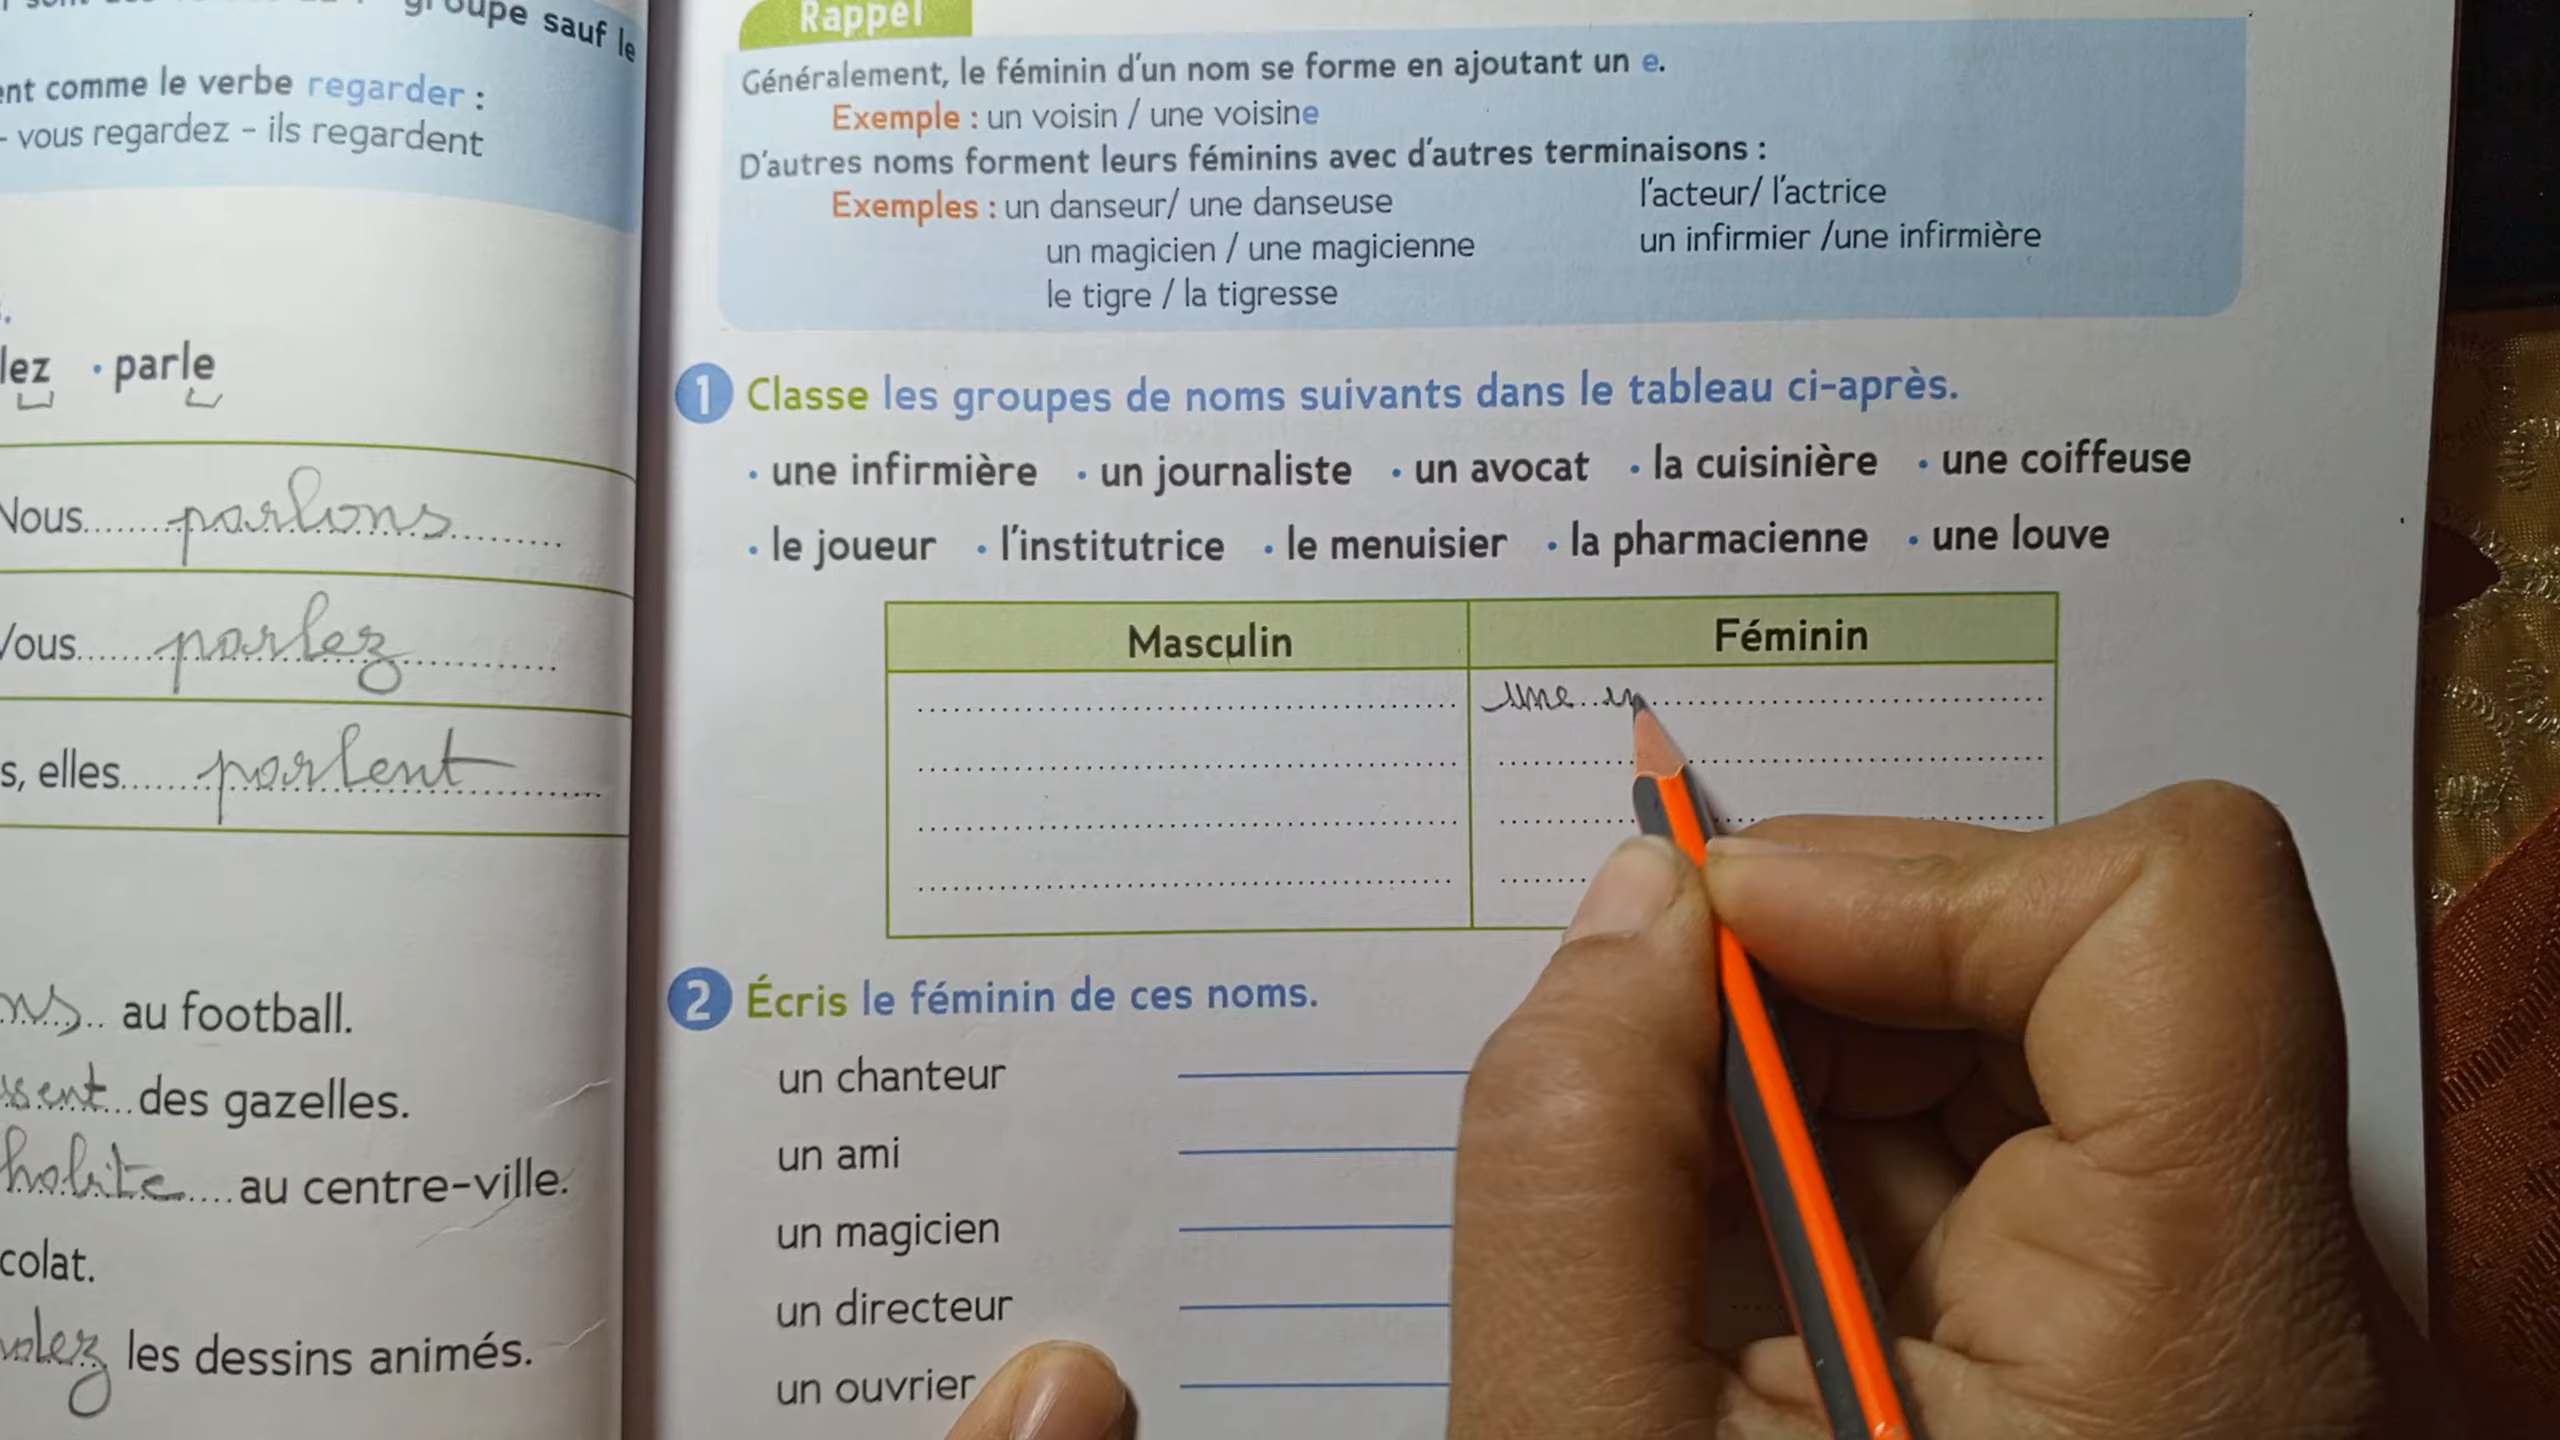 groupe sauf le
ent comme le verbe regarder :
- vous regardez - ils regardent
lez • parle
Nous parlons
Vous parlez
s, elles parlent
au football.
des gazelles.
habite au centre-ville.
colat.
les dessins animés.
Rappel
Généralement, le féminin d'un nom se forme en ajoutant un e.
Exemple : un voisin / une voisine
D'autres noms forment leurs féminins avec d'autres terminaisons :
Exemples : un danseur/ une danseuse l'acteur/ l'actrice
un magicien / une magicienne un infirmier /une infirmière
le tigre / la tigresse
1 Classe les groupes de noms suivants dans le tableau ci-après.
• une infirmière • un journaliste • un avocat • la cuisinière • une coiffeuse
• le joueur • l'institutrice • le menuisier • la pharmacienne • une louve
Masculin Féminin
une in
2 Écris le féminin de ces noms.
un chanteur
un ami
un magicien
un directeur
un ouvrier